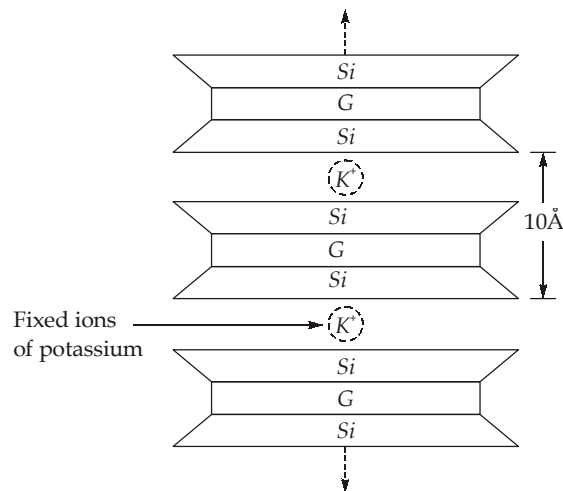 Si
G
Si
K⁺
Si
G
Si
10Å
Fixed ions
of potassium
K⁺
Si
G
Si